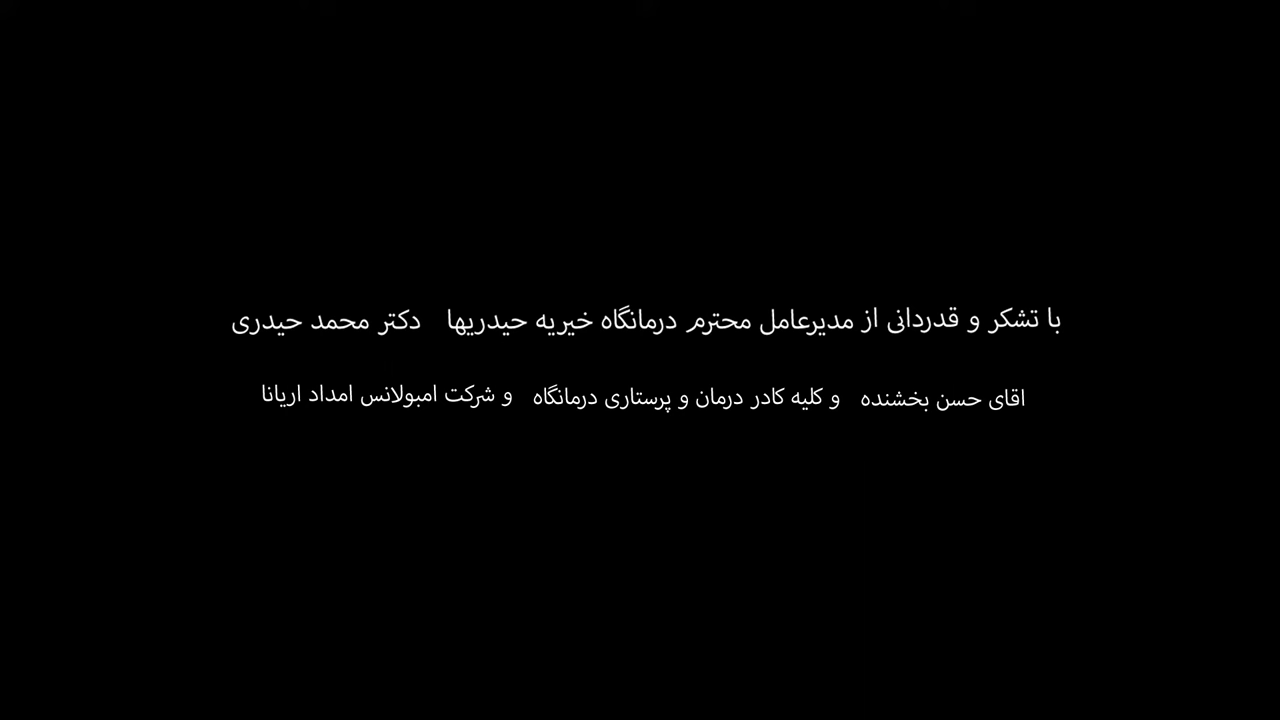 با تشکر و قدردانی از مدیرعامل محترم درمانگاه خیریه حیدریها دکتر محمد حیدری
اقای حسن بخشنده و کلیه کادر درمان و پرستاری درمانگاه و شرکت امبولانس امداد اریانا